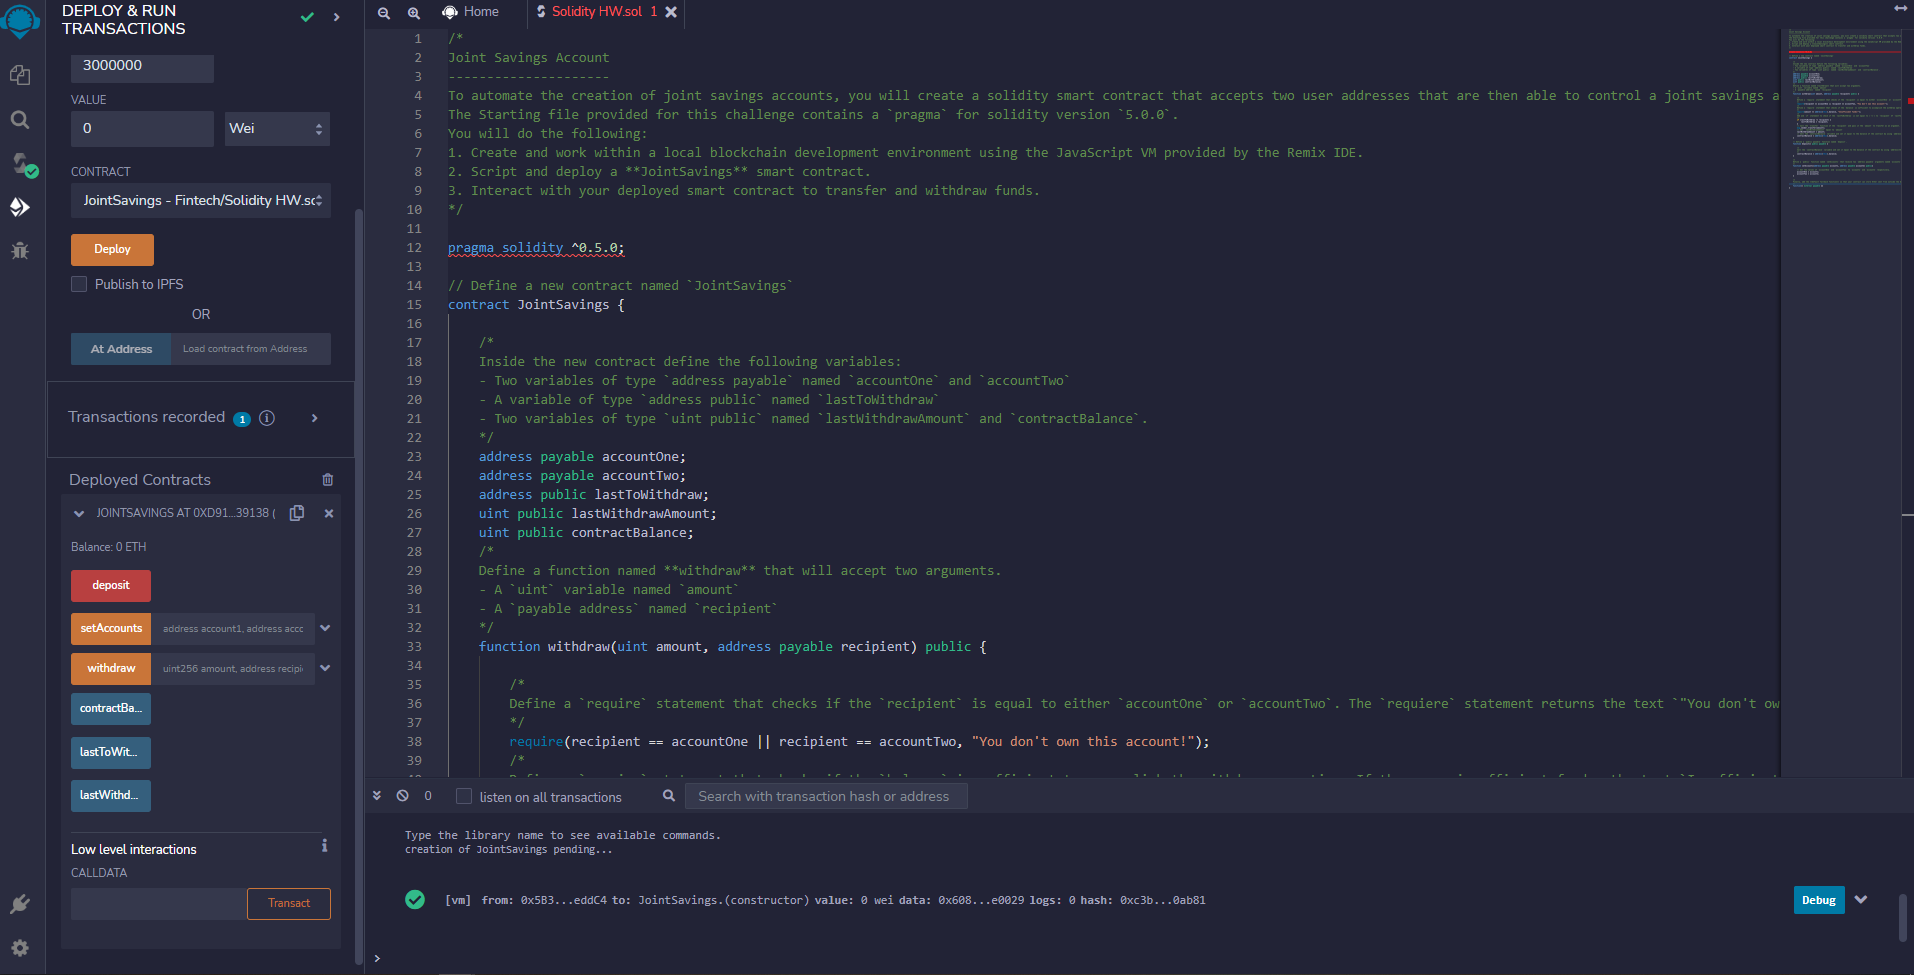 DEPLOY & RUN
TRANSACTIONS
3000000
VALUE
0
Wei
CONTRACT
JointSavings - Fintech/Solidity HW.sc
Deploy
Publish to IPFS
OR
At Address
Load contract from Address
Transactions recorded 1
Deployed Contracts
JOINTSAVINGS AT 0XD91...39138 (
Balance: 0 ETH
deposit
setAccounts address account1, address acco
withdraw uint256 amount, address recipi
contractBa...
lastToWit...
lastWithd...
Low level interactions
CALLDATA
Transact
Home
Solidity HW.sol 1
1 /*
2 Joint Savings Account
3 ---------------------
4 To automate the creation of joint savings accounts, you will create a solidity smart contract that accepts two user addresses that are then able to control a joint savings a
5 The Starting file provided for this challenge contains a `pragma` for solidity version `5.0.0`.
6 You will do the following:
7 1. Create and work within a local blockchain development environment using the JavaScript VM provided by the Remix IDE.
8 2. Script and deploy a **JointSavings** smart contract.
9 3. Interact with your deployed smart contract to transfer and withdraw funds.
10 */
11
12 pragma solidity ^0.5.0;
13
14 // Define a new contract named `JointSavings`
15 contract JointSavings {
16
17 /*
18 Inside the new contract define the following variables:
19 - Two variables of type `address payable` named `accountOne` and `accountTwo`
20 - A variable of type `address public` named `lastToWithdraw`
21 - Two variables of type `uint public` named `lastWithdrawAmount` and `contractBalance`.
22 */
23 address payable accountOne;
24 address payable accountTwo;
25 address public lastToWithdraw;
26 uint public lastWithdrawAmount;
27 uint public contractBalance;
28 /*
29 Define a function named **withdraw** that will accept two arguments.
30 - A `uint` variable named `amount`
31 - A `payable address` named `recipient`
32 */
33 function withdraw(uint amount, address payable recipient) public {
34
35 /*
36 Define a `require` statement that checks if the `recipient` is equal to either `accountOne` or `accountTwo`. The `requiere` statement returns the text `"You don't ow
37 */
38 require(recipient == accountOne || recipient == accountTwo, "You don't own this account!");
39 /*
0
listen on all transactions
Search with transaction hash or address
Type the library name to see available commands.
creation of JointSavings pending...
[vm] from: 0x5B3...eddC4 to: JointSavings.(constructor) value: 0 wei data: 0x608...e0029 logs: 0 hash: 0xc3b...0ab81
Debug
>